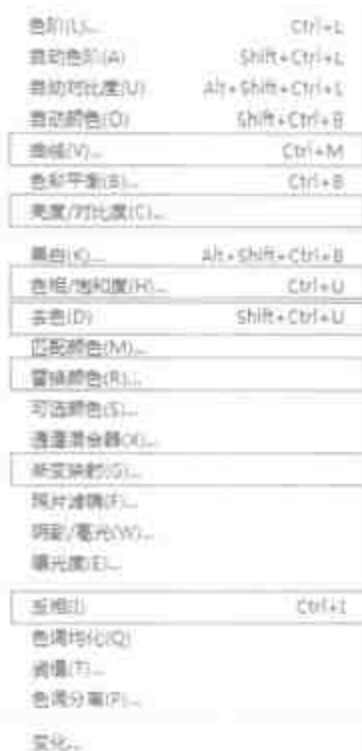 色阶(L)... Ctrl+L
自动色阶(A) Shift+Ctrl+L
自动对比度(U) Alt+Shift+Ctrl+L
自动颜色(O) Shift+Ctrl+B
曲线(V)... Ctrl+M
色彩平衡(B)... Ctrl+B
亮度/对比度(C)...
黑白(K)... Alt+Shift+Ctrl+B
色相/饱和度(H)... Ctrl+U
去色(D) Shift+Ctrl+U
匹配颜色(M)...
替换颜色(R)...
可选颜色(S)...
通道混合器(X)...
渐变映射(G)...
照片滤镜(F)...
阴影/高光(W)...
曝光度(E)...
反相(I) Ctrl+I
色调均化(Q)
阈值(T)...
色调分离(P)...
变化...